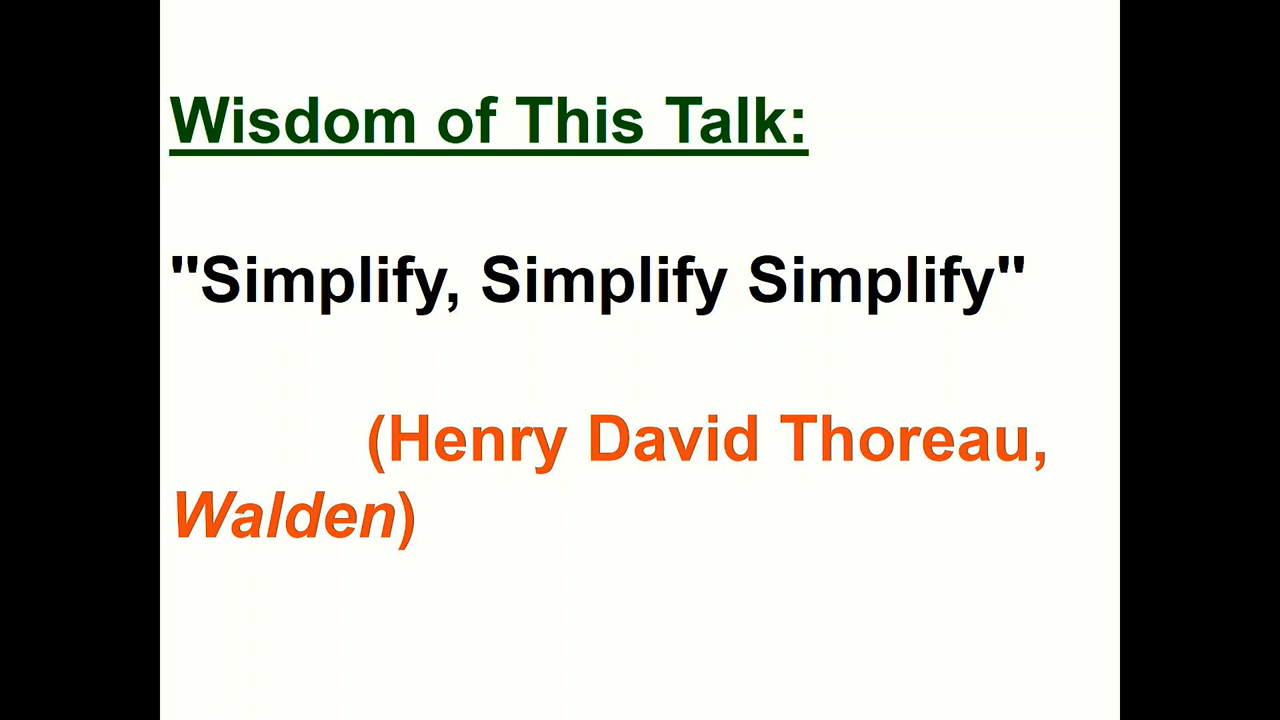 Wisdom of This Talk:
"Simplify, Simplify Simplify"
(Henry David Thoreau,
Walden)